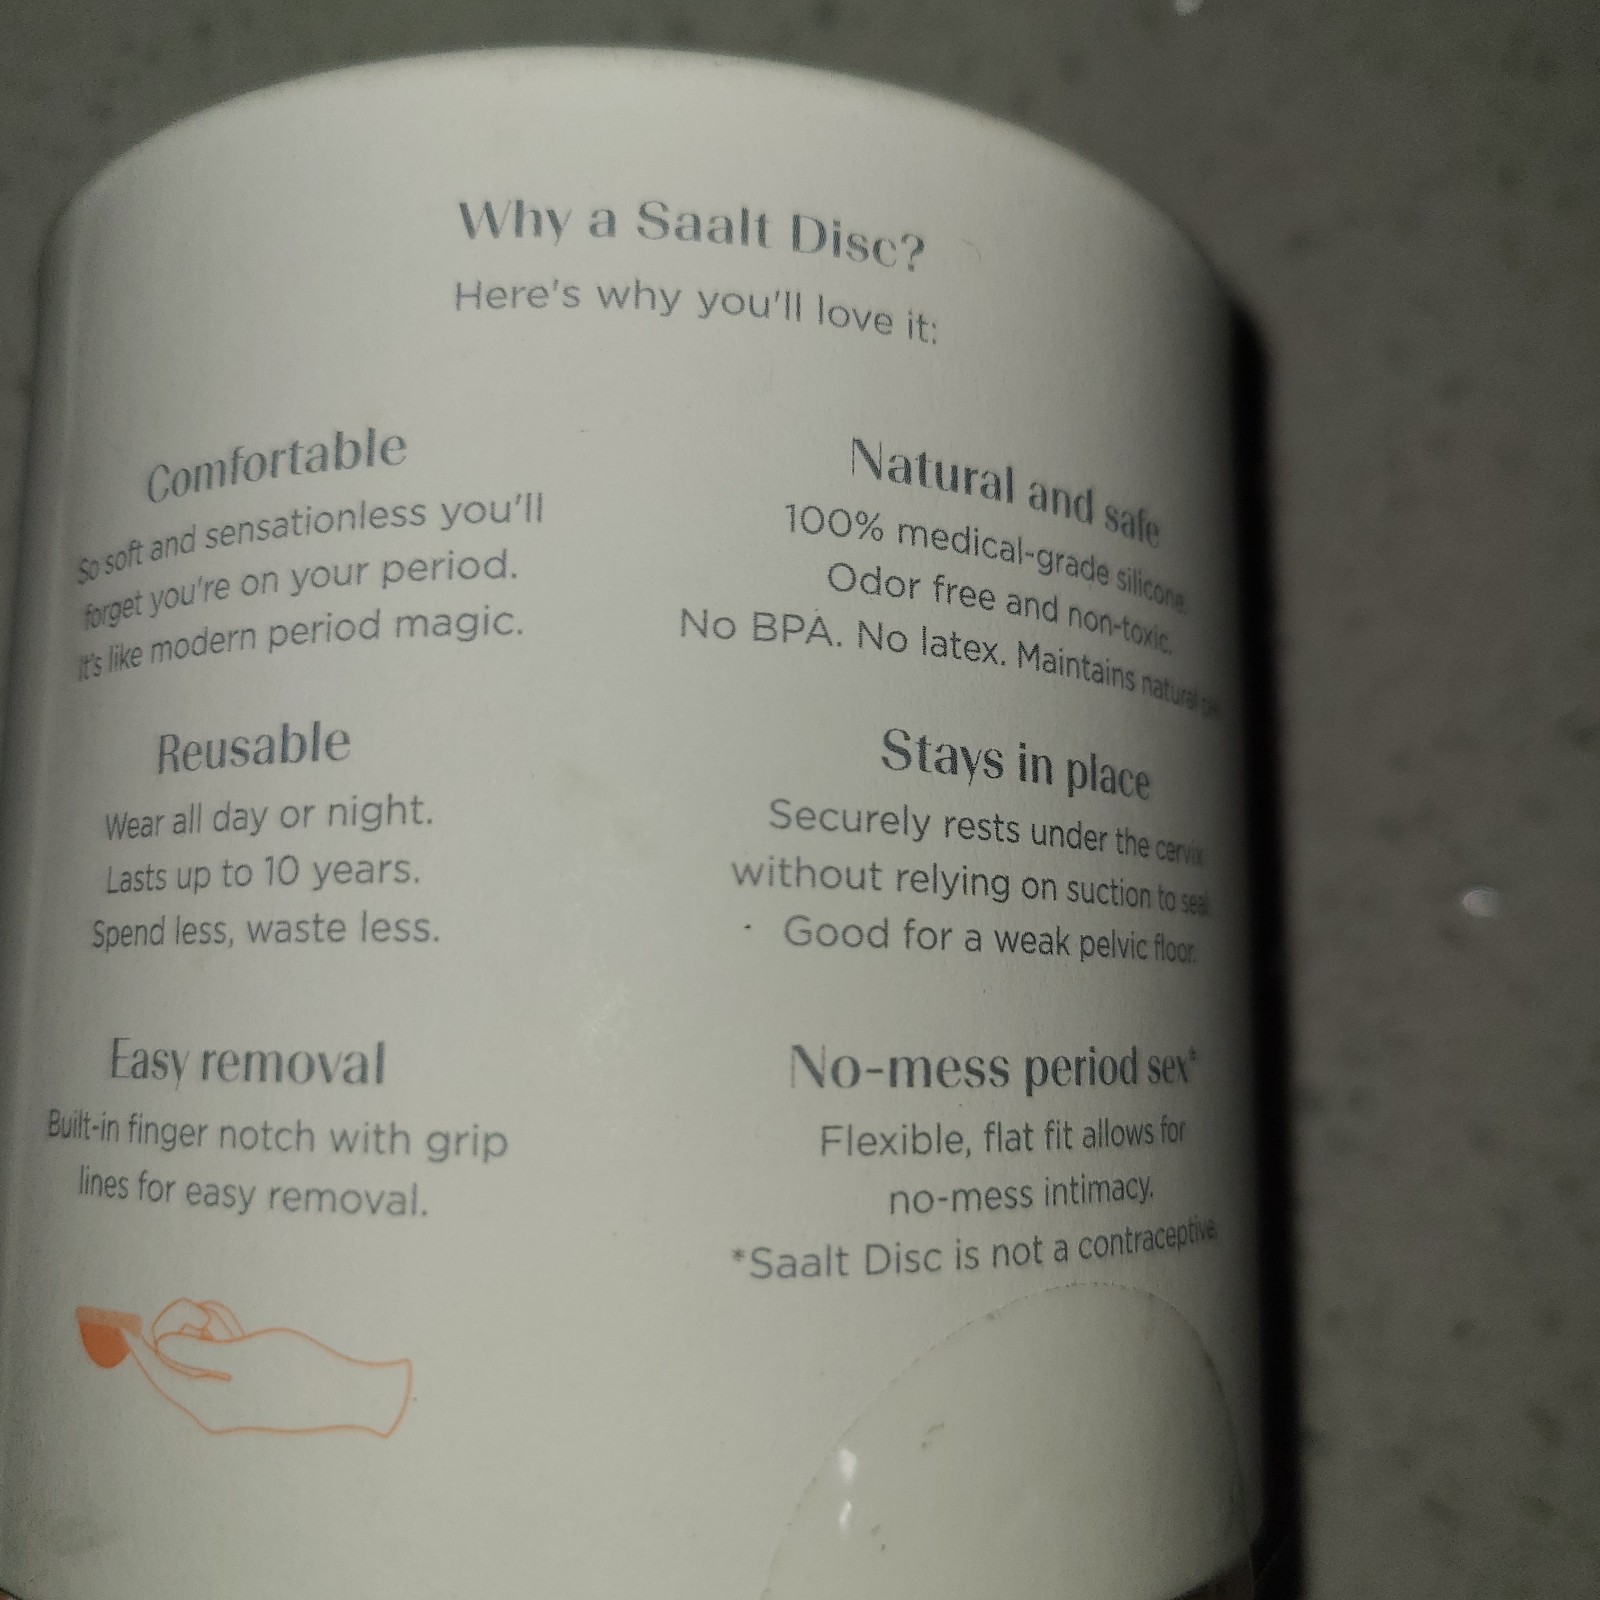 Why a Saalt Disc?
Here's why you'll love it:
Comfortable
So soft and sensationless you'll
forget you're on your period.
It's like modern period magic.
Reusable
Wear all day or night.
Lasts up to 10 years.
Spend less, waste less.
Easy removal
Built-in finger notch with grip
lines for easy removal.
Natural and safe
100% medical-grade silicone.
Odor free and non-toxic.
No BPA. No latex. Maintains natural
Stays in place
Securely rests under the cervix
without relying on suction to seal.
Good for a weak pelvic floor.
No-mess period sex*
Flexible, flat fit allows for
no-mess intimacy.
*Saalt Disc is not a contraceptive